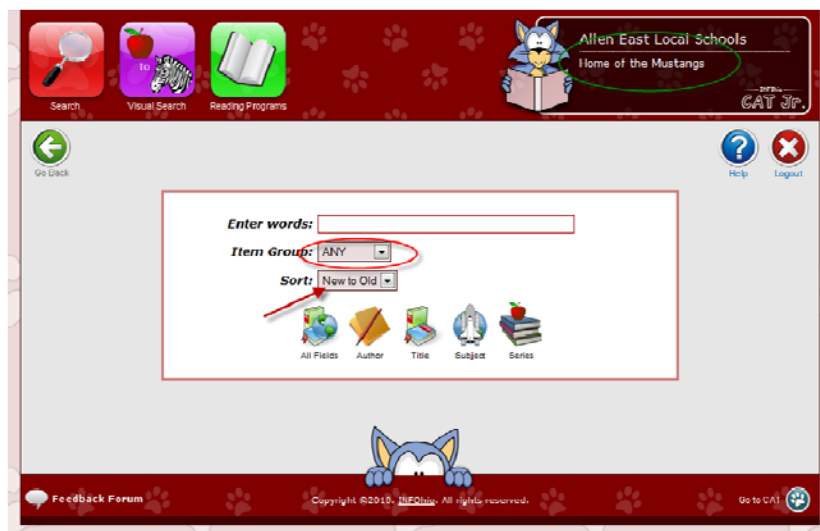 Allen East Local Schools
Home of the Mustangs
INFOhio
CAT Jr.
to
Search
Visual Search
Reading Programs
Go Back
Help
Logout
Enter words:
Item Group: ANY
Sort: New to Old
All Fields
Author
Title
Subject
Series
Feedback Forum
Copyright ©2010, INFOhio. All rights reserved.
Go to CAT